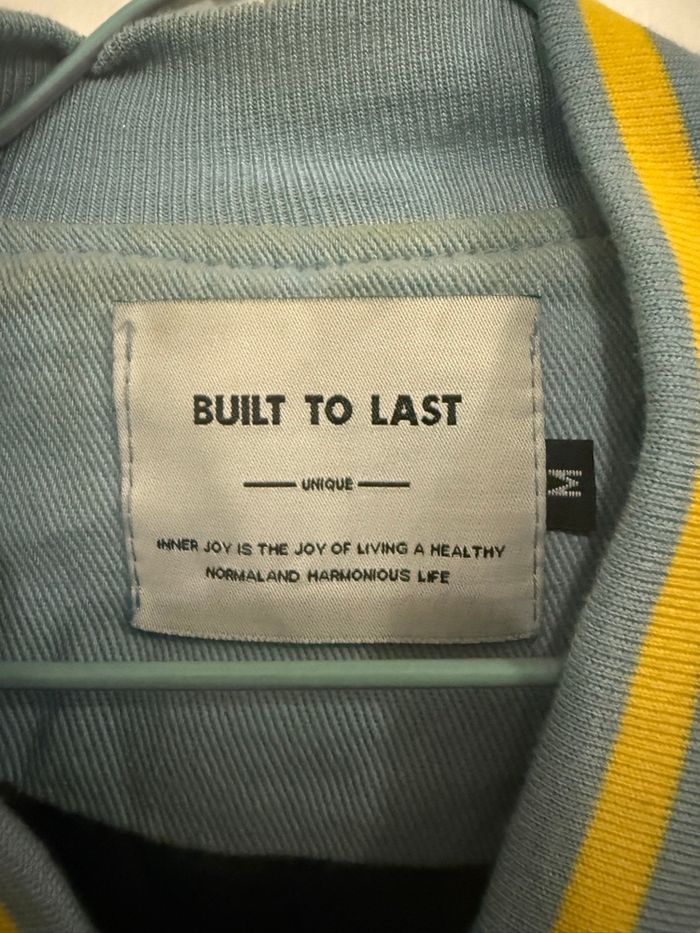 BUILT TO LAST
UNIQUE
M
INNER JOY IS THE JOY OF LIVING A HEALTHY
NORMALAND HARMONIOUS LIFE